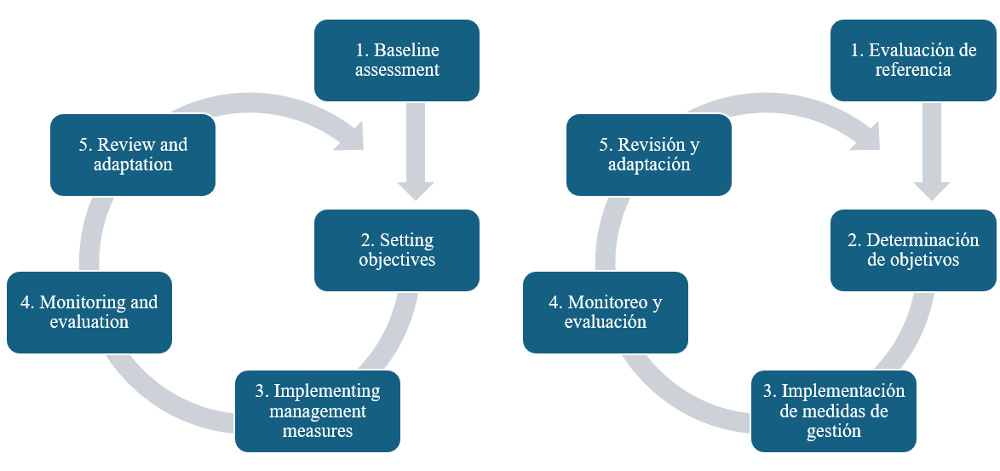 1. Baseline
assessment
2. Setting
objectives
3. Implementing
management
measures
4. Monitoring and
evaluation
5. Review and
adaptation
1. Evaluación de
referencia
2. Determinación
de objetivos
3. Implementación
de medidas de
gestión
4. Monitoreo y
evaluación
5. Revisión y
adaptación